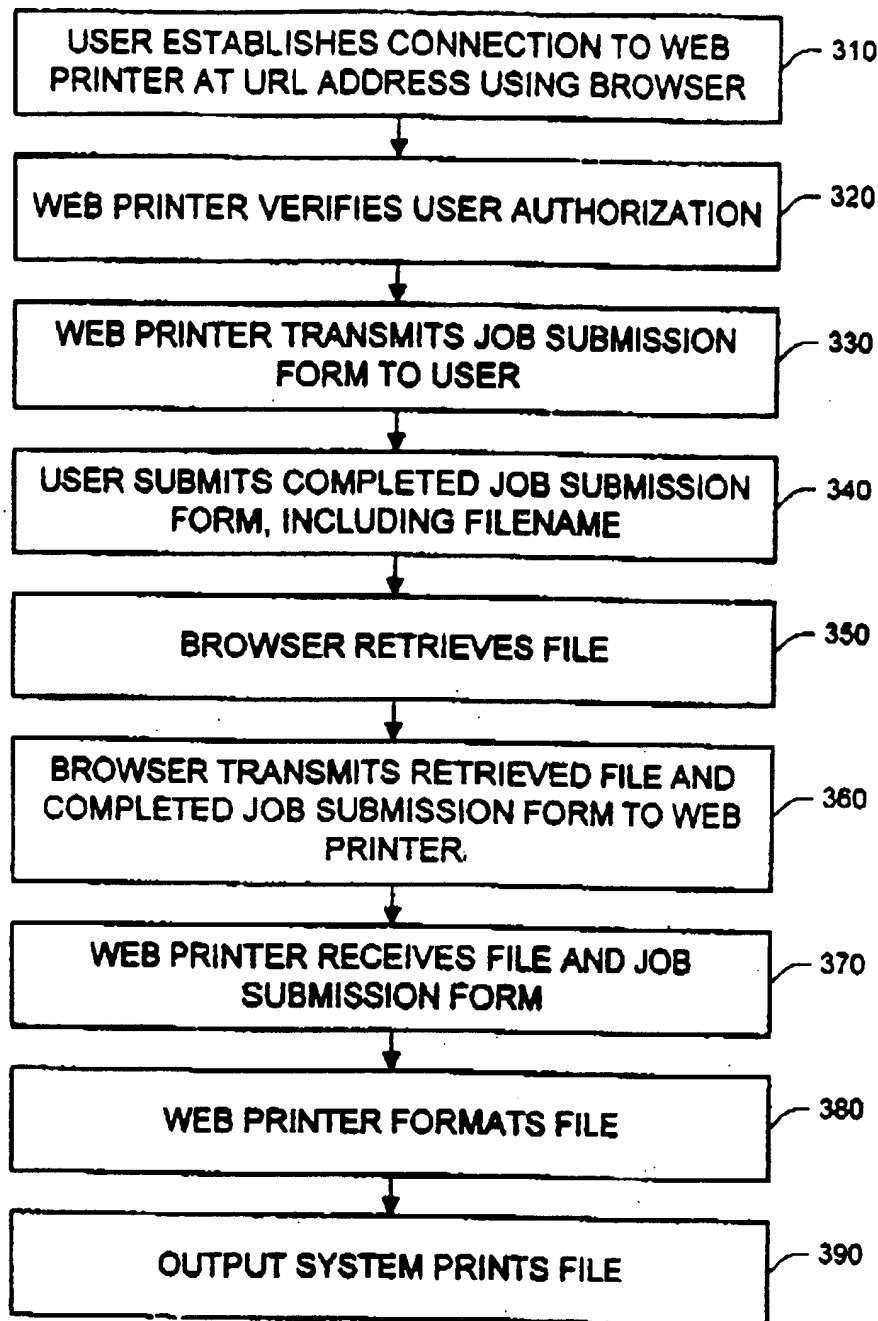 USER ESTABLISHES CONNECTION TO WEB
PRINTER AT URL ADDRESS USING BROWSER
310
WEB PRINTER VERIFIES USER AUTHORIZATION
320
WEB PRINTER TRANSMITS JOB SUBMISSION
FORM TO USER
330
USER SUBMITS COMPLETED JOB SUBMISSION
FORM, INCLUDING FILENAME
340
BROWSER RETRIEVES FILE
350
BROWSER TRANSMITS RETRIEVED FILE AND
COMPLETED JOB SUBMISSION FORM TO WEB
PRINTER
360
WEB PRINTER RECEIVES FILE AND JOB
SUBMISSION FORM
370
WEB PRINTER FORMATS FILE
380
OUTPUT SYSTEM PRINTS FILE
390